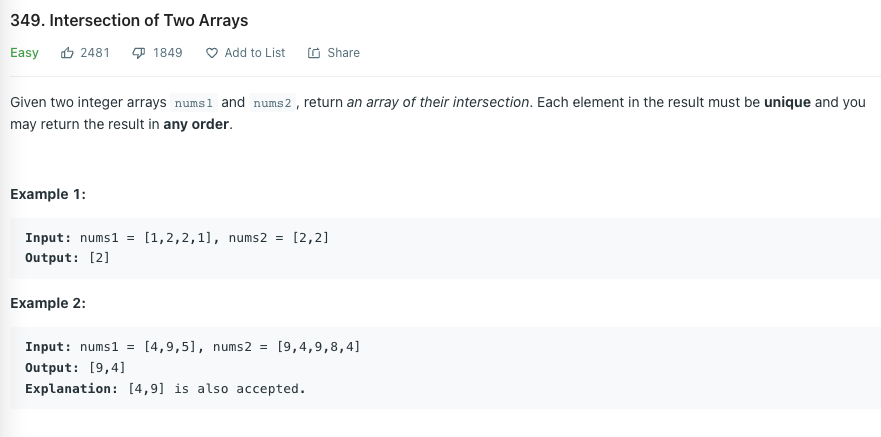 349. Intersection of Two Arrays
Easy 2481 1849 Add to List Share
Given two integer arrays nums1 and nums2, return an array of their intersection. Each element in the result must be unique and you
may return the result in any order.
Example 1:
Input: nums1 = [1,2,2,1], nums2 = [2,2]
Output: [2]
Example 2:
Input: nums1 = [4,9,5], nums2 = [9,4,9,8,4]
Output: [9,4]
Explanation: [4,9] is also accepted.